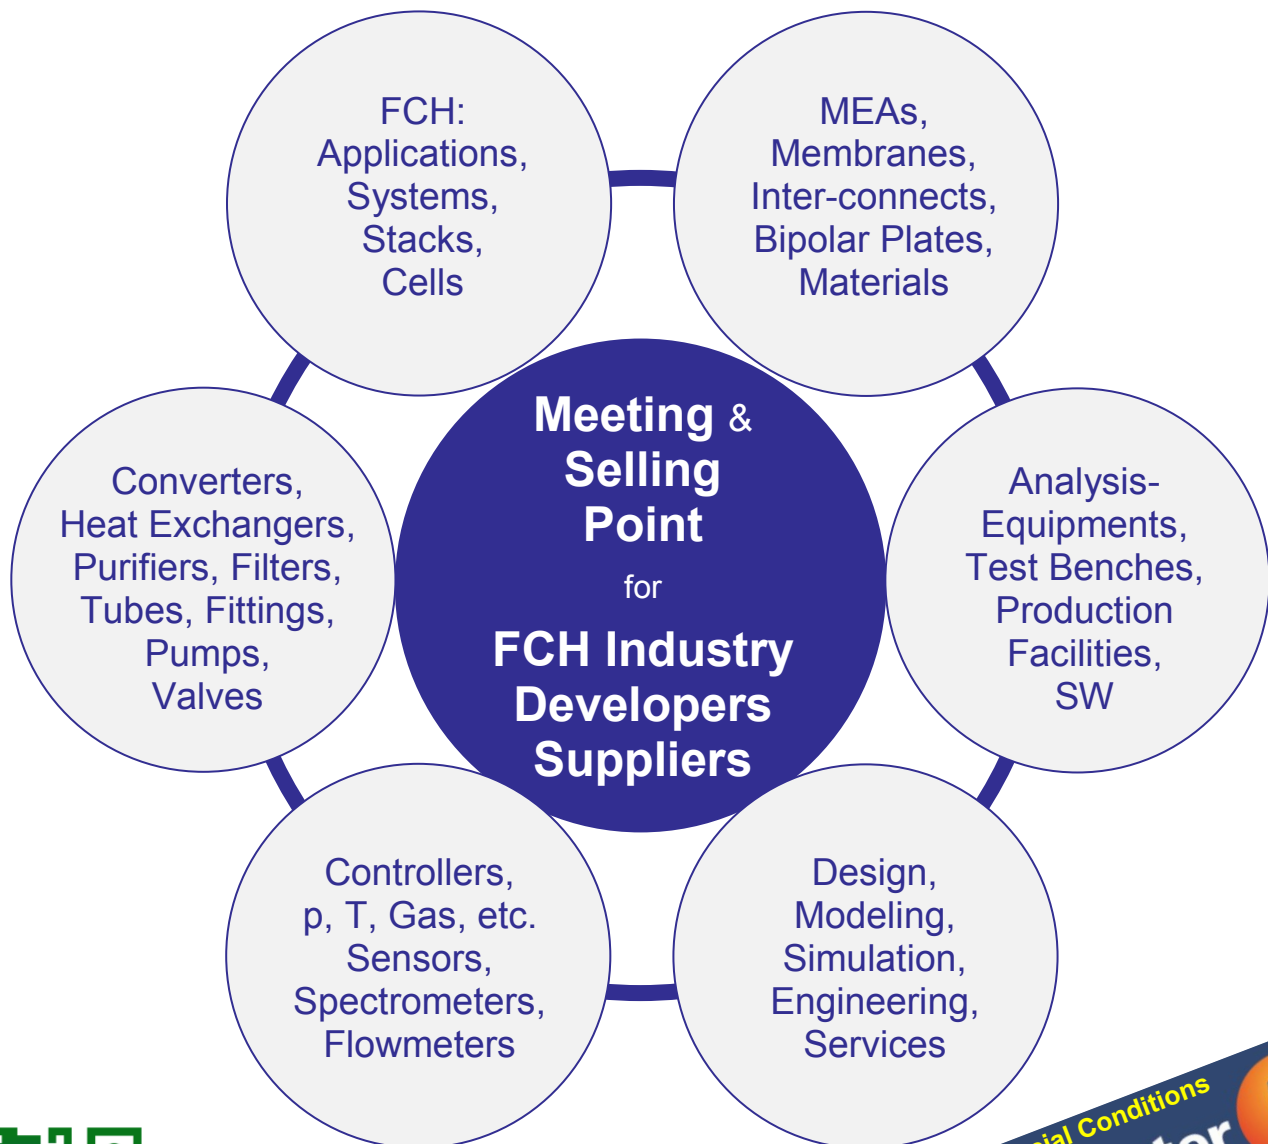 FCH:
Applications,
Systems,
Stacks,
Cells
MEAs,
Membranes,
Inter-connects,
Bipolar Plates,
Materials
Meeting &
Selling
Point
for
FCH Industry
Developers
Suppliers
Converters,
Heat Exchangers,
Purifiers, Filters,
Tubes, Fittings,
Pumps,
Valves
Analysis-
Equipments,
Test Benches,
Production
Facilities,
SW
Controllers,
p, T, Gas, etc.
Sensors,
Spectrometers,
Flowmeters
Design,
Modeling,
Simulation,
Engineering,
Services
Conditions